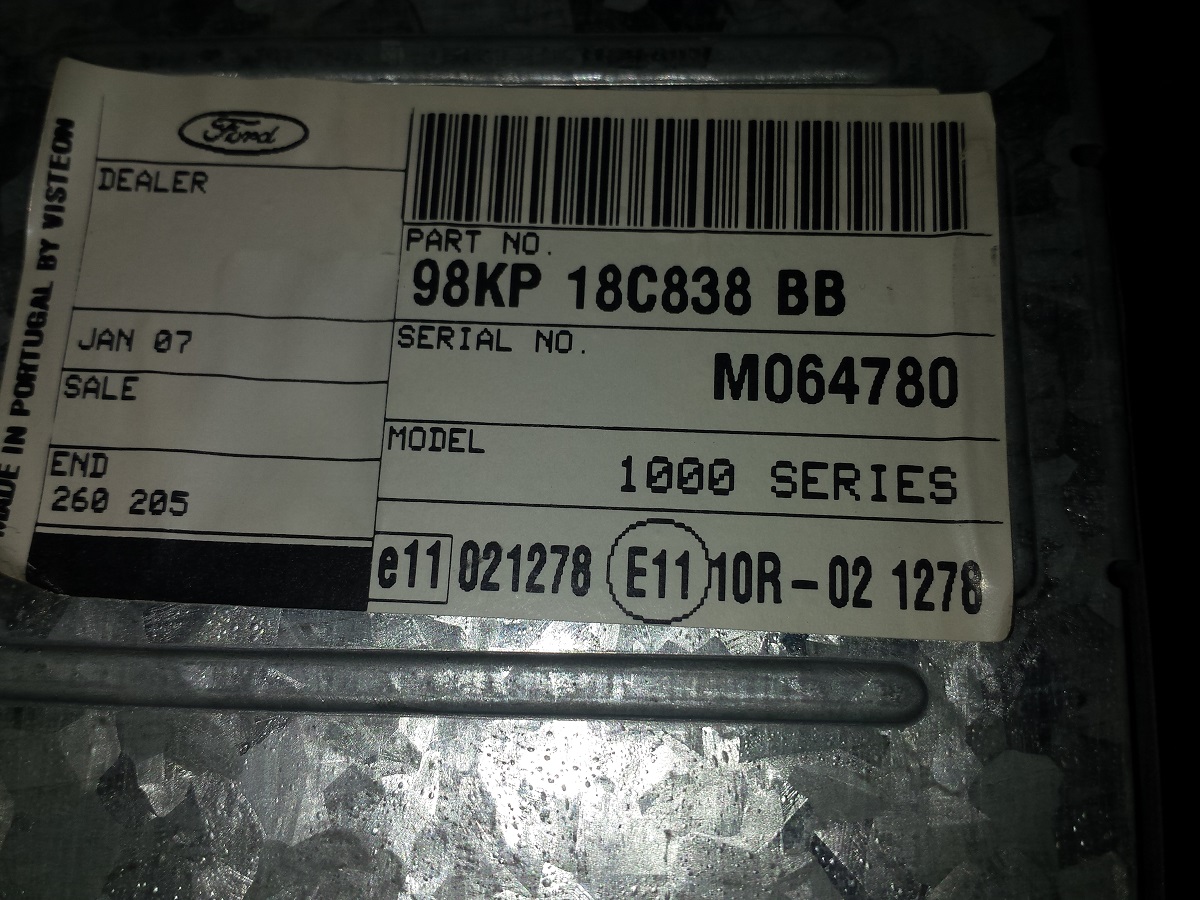 MADE IN PORTUGAL BY VISTEON
Ford
DEALER
JAN 07
SALE
END
260 205
PART NO.
98KP 18C838 BB
SERIAL NO.
M064780
MODEL
1000 SERIES
e11 021278 E11 10R-02 1278